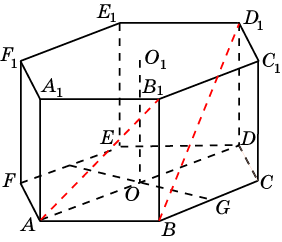 E₁ D₁
F₁ O₁ C₁
A₁ B₁
E D
F O C
A B G